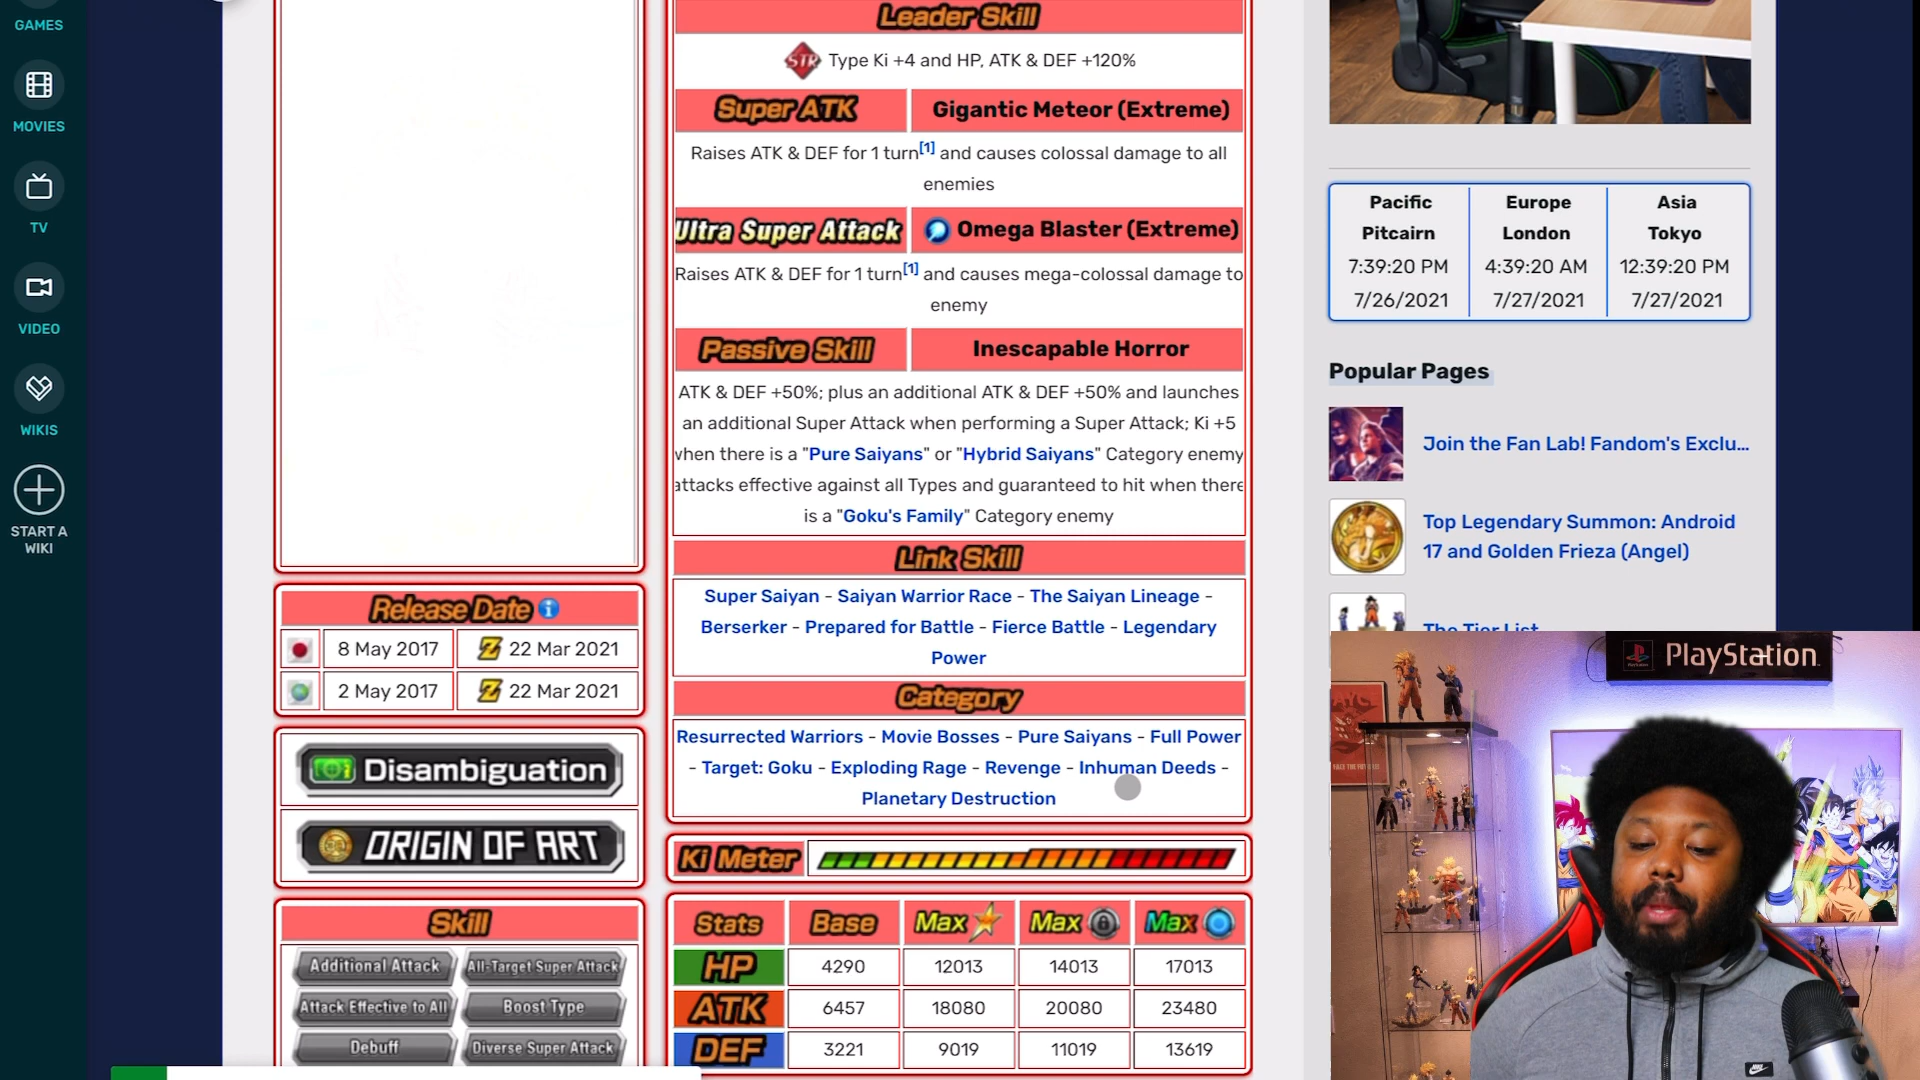 GAMES
MOVIES
TV
VIDEO
WIKIS
START A
WIKI
Leader Skill
STR Type Ki +4 and HP, ATK & DEF +120%
Super ATK
Gigantic Meteor (Extreme)
Raises ATK & DEF for 1 turn[1] and causes colossal damage to all
enemies
Ultra Super Attack
Omega Blaster (Extreme)
Raises ATK & DEF for 1 turn[1] and causes mega-colossal damage to
enemy
Passive Skill
Inescapable Horror
ATK & DEF +50%; plus an additional ATK & DEF +50% and launches
an additional Super Attack when performing a Super Attack; Ki +5
when there is a "Pure Saiyans" or "Hybrid Saiyans" Category enemy
attacks effective against all Types and guaranteed to hit when there
is a "Goku's Family" Category enemy
Link Skill
Super Saiyan - Saiyan Warrior Race - The Saiyan Lineage -
Berserker - Prepared for Battle - Fierce Battle - Legendary
Power
Category
Resurrected Warriors - Movie Bosses - Pure Saiyans - Full Power
- Target: Goku - Exploding Rage - Revenge - Inhuman Deeds -
Planetary Destruction
Ki Meter
Stats Base Max Max Max
HP 4290 12013 14013 17013
ATK 6457 18080 20080 23480
DEF 3221 9019 11019 13619
Release Date
8 May 2017 Z 22 Mar 2021
2 May 2017 Z 22 Mar 2021
Disambiguation
ORIGIN OF ART
Skill
Additional Attack All-Target Super Attack
Attack Effective to All Boost Type
Debuff Diverse Super Attack
Pacific Europe Asia
Pitcairn London Tokyo
7:39:20 PM 4:39:20 AM 12:39:20 PM
7/26/2021 7/27/2021 7/27/2021
Popular Pages
Join the Fan Lab! Fandom's Exclu...
Top Legendary Summon: Android
17 and Golden Frieza (Angel)
The Tier List
PlayStation